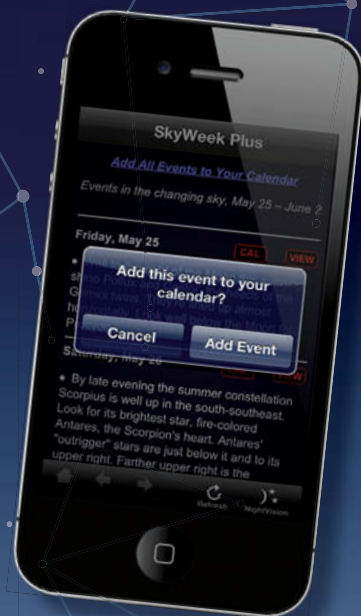 SkyWeek Plus
Add All Events to Your Calendar
Events in the changing sky, May 25 – June 2
Friday, May 25
CAL
VIEW
Add this event to your
calendar?
Cancel
Add Event
Saturday, May 26
• By late evening the summer constellation
Scorpius is well up in the south-southeast.
Look for its brightest star, fire-colored
Antares, the Scorpion's heart. Antares'
"outrigger" stars are just below it and to its
upper right. Farther upper right is the
Refresh
NightVision